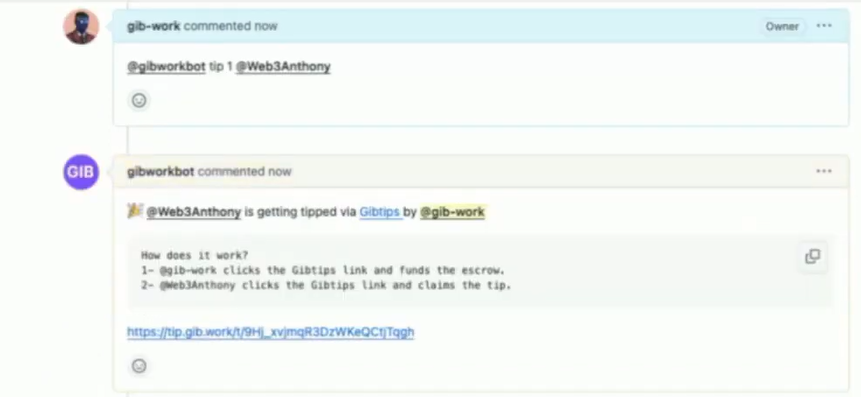 gib-work commented now
Owner
@gibworkbot tip 1 @Web3Anthony
GIB
gibworkbot commented now
@Web3Anthony is getting tipped via Gibtips by @gib-work
How does it work?
1- @gib-work clicks the Gibtips link and funds the escrow.
2- @Web3Anthony clicks the Gibtips link and claims the tip.
https://tip.gib.work/t/9Hj_xvjmqR3DzWKeQCtjTqgh